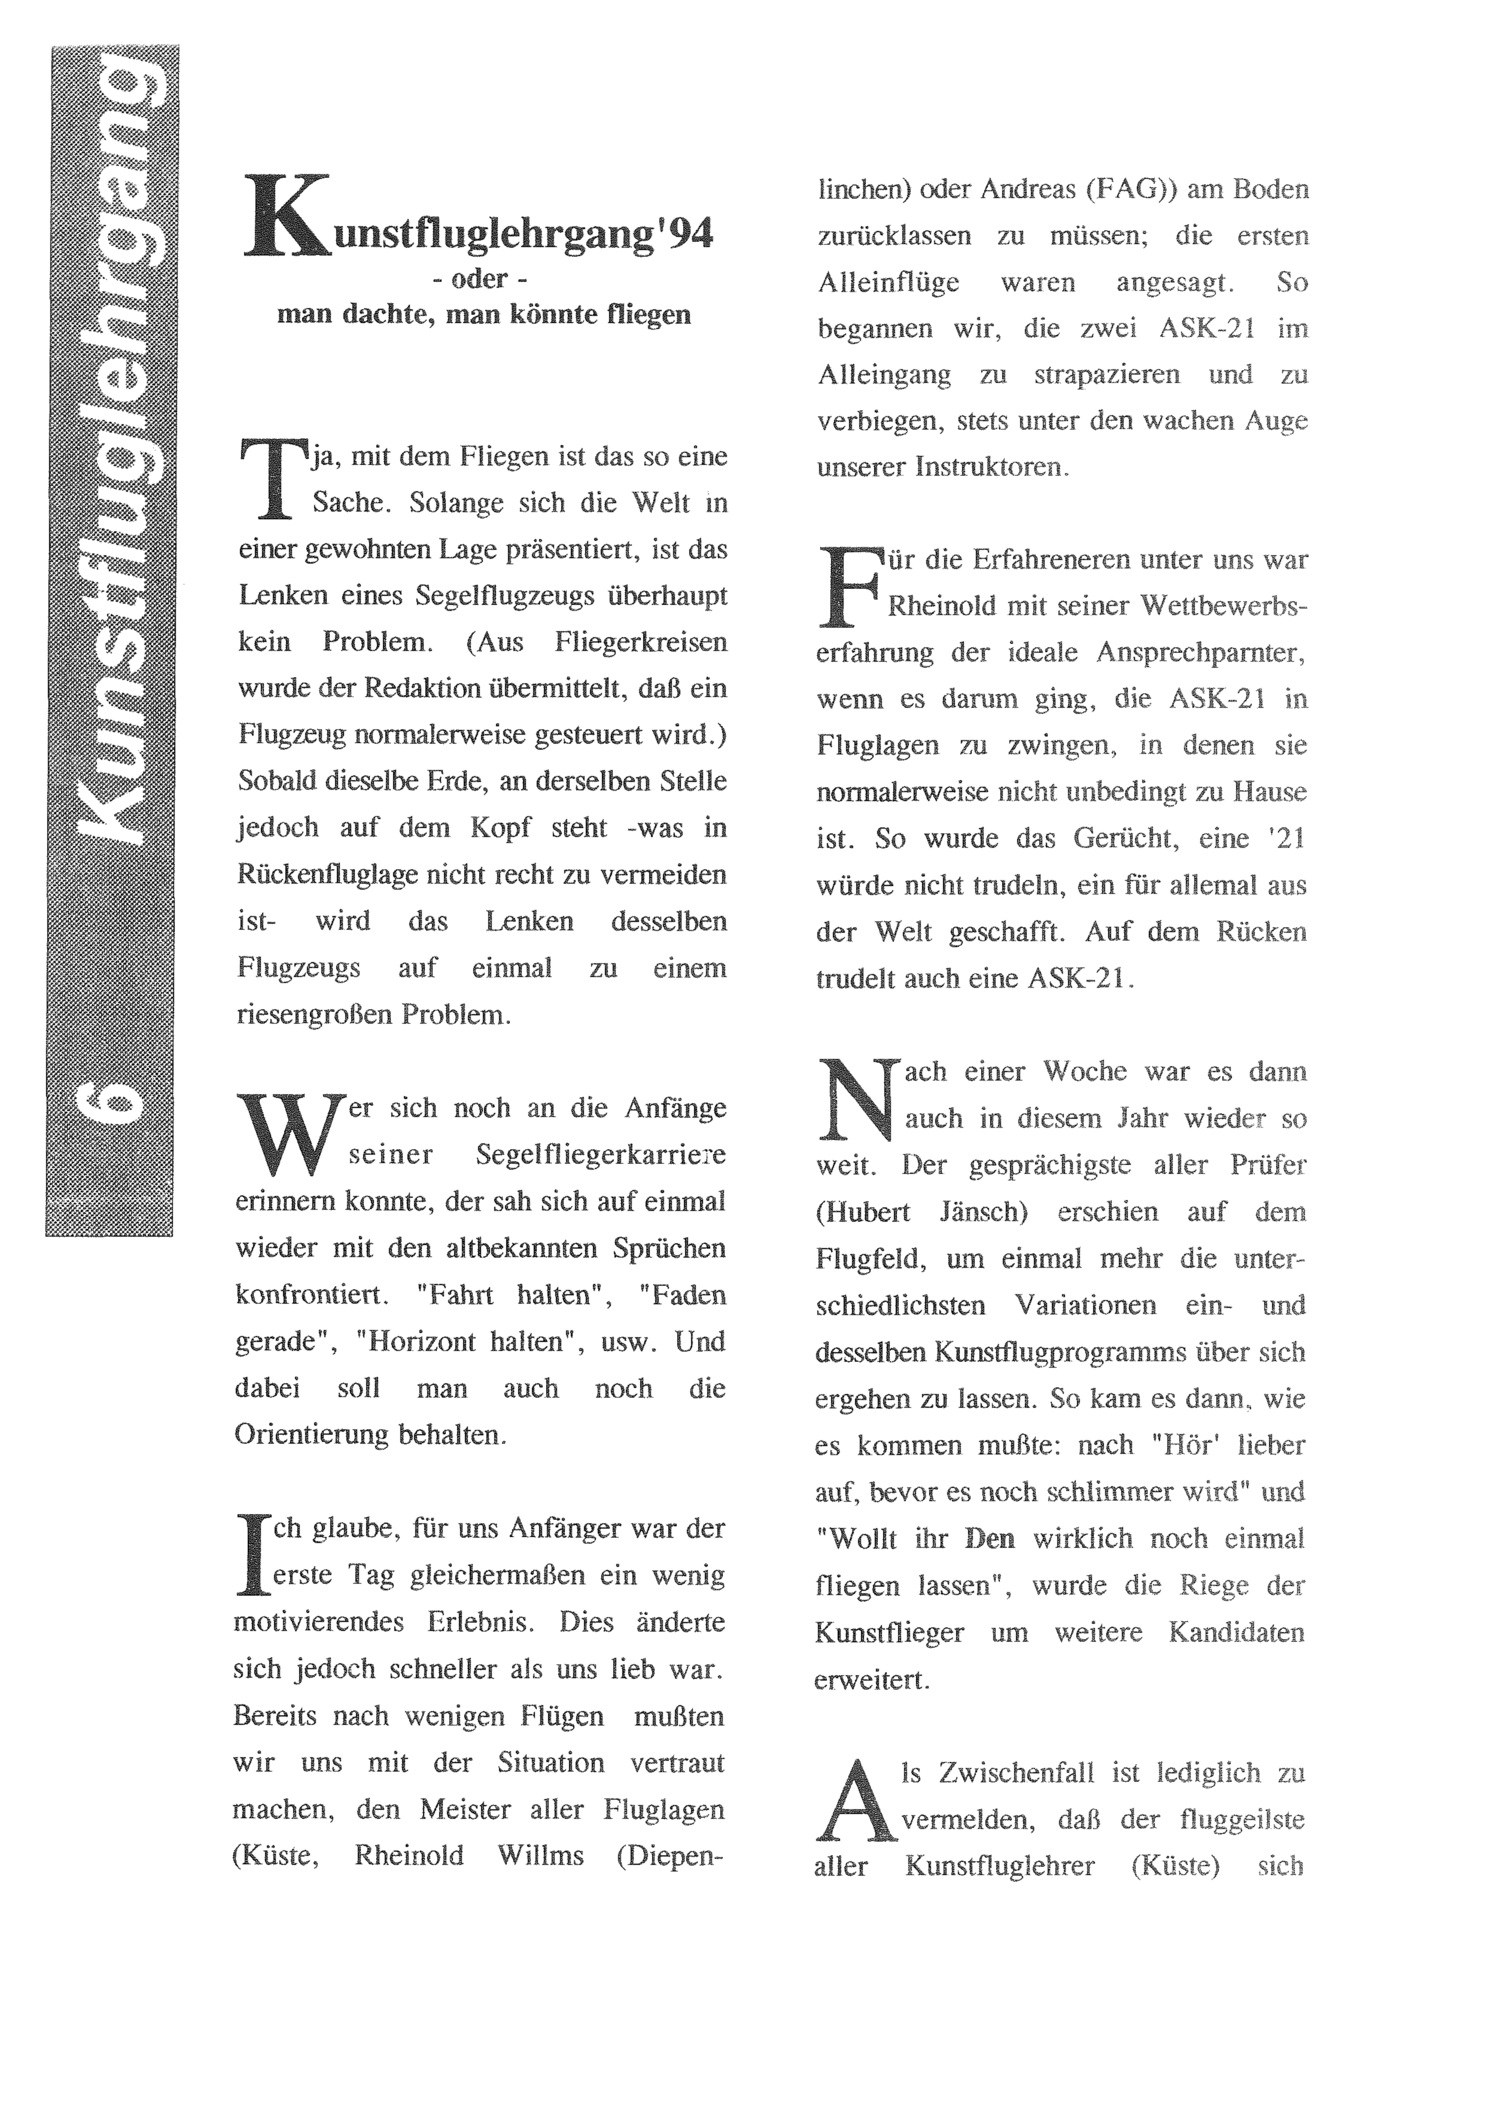 Kunstfluglehrgang
6
Kunstfluglehrgang'94
- oder -
man dachte, man könnte fliegen
Tja, mit dem Fliegen ist das so eine
Sache. Solange sich die Welt in
einer gewohnten Lage präsentiert, ist das
Lenken eines Segelflugzeugs überhaupt
kein Problem. (Aus Fliegerkreisen
wurde der Redaktion übermittelt, daß ein
Flugzeug normalerweise gesteuert wird.)
Sobald dieselbe Erde, an derselben Stelle
jedoch auf dem Kopf steht -was in
Rückenfluglage nicht recht zu vermeiden
ist- wird das Lenken desselben
Flugzeugs auf einmal zu einem
riesengroßen Problem.
Wer sich noch an die Anfänge
seiner Segelfliegerkarriere
erinnern konnte, der sah sich auf einmal
wieder mit den altbekannten Sprüchen
konfrontiert. "Fahrt halten", "Faden
gerade", "Horizont halten", usw. Und
dabei soll man auch noch die
Orientierung behalten.
Ich glaube, für uns Anfänger war der
erste Tag gleichermaßen ein wenig
motivierendes Erlebnis. Dies änderte
sich jedoch schneller als uns lieb war.
Bereits nach wenigen Flügen mußten
wir uns mit der Situation vertraut
machen, den Meister aller Fluglagen
(Küste, Rheinold Willms (Diepen-
linchen) oder Andreas (FAG)) am Boden
zurücklassen zu müssen; die ersten
Alleinflüge waren angesagt. So
begannen wir, die zwei ASK-21 im
Alleingang zu strapazieren und zu
verbiegen, stets unter den wachen Auge
unserer Instruktoren.
Für die Erfahreneren unter uns war
Rheinold mit seiner Wettbewerbs-
erfahrung der ideale Ansprechparnter,
wenn es darum ging, die ASK-21 in
Fluglagen zu zwingen, in denen sie
normalerweise nicht unbedingt zu Hause
ist. So wurde das Gerücht, eine '21
würde nicht trudeln, ein für allemal aus
der Welt geschafft. Auf dem Rücken
trudelt auch eine ASK-21.
Nach einer Woche war es dann
auch in diesem Jahr wieder so
weit. Der gesprächigste aller Prüfer
(Hubert Jänsch) erschien auf dem
Flugfeld, um einmal mehr die unter-
schiedlichsten Variationen ein- und
desselben Kunstflugprogramms über sich
ergehen zu lassen. So kam es dann, wie
es kommen mußte: nach "Hör' lieber
auf, bevor es noch schlimmer wird" und
"Wollt ihr Den wirklich noch einmal
fliegen lassen", wurde die Riege der
Kunstflieger um weitere Kandidaten
erweitert.
Als Zwischenfall ist lediglich zu
vermelden, daß der fluggeilste
aller Kunstfluglehrer (Küste) sich